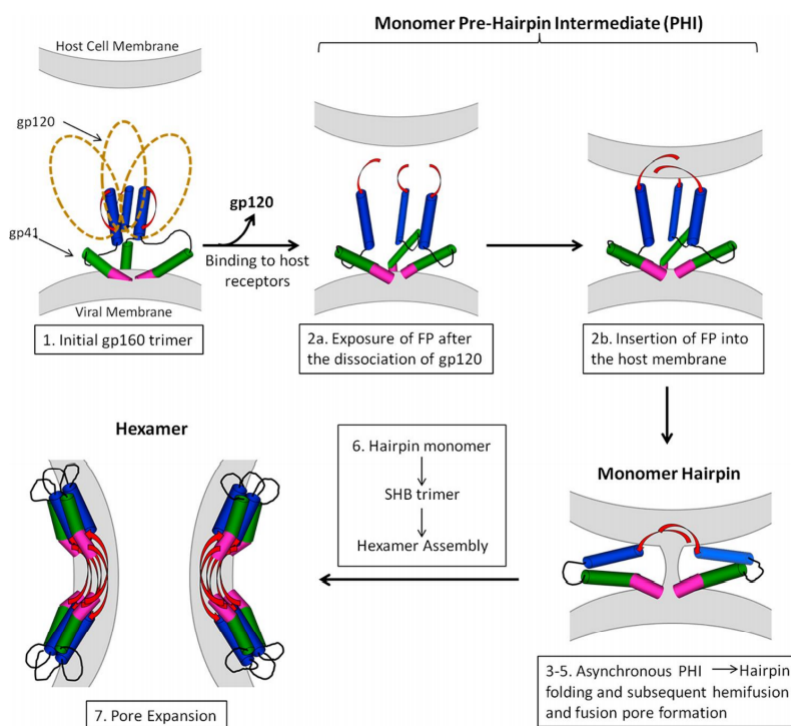 Monomer Pre-Hairpin Intermediate (PHI)
Host Cell Membrane
gp120
gp41
gp120
Binding to host
receptors
Viral Membrane
1. Initial gp160 trimer
2a. Exposure of FP after
the dissociation of gp120
2b. Insertion of FP into
the host membrane
Hexamer
6. Hairpin monomer
SHB trimer
Hexamer Assembly
Monomer Hairpin
7. Pore Expansion
3-5. Asynchronous PHI → Hairpin
folding and subsequent hemifusion
and fusion pore formation